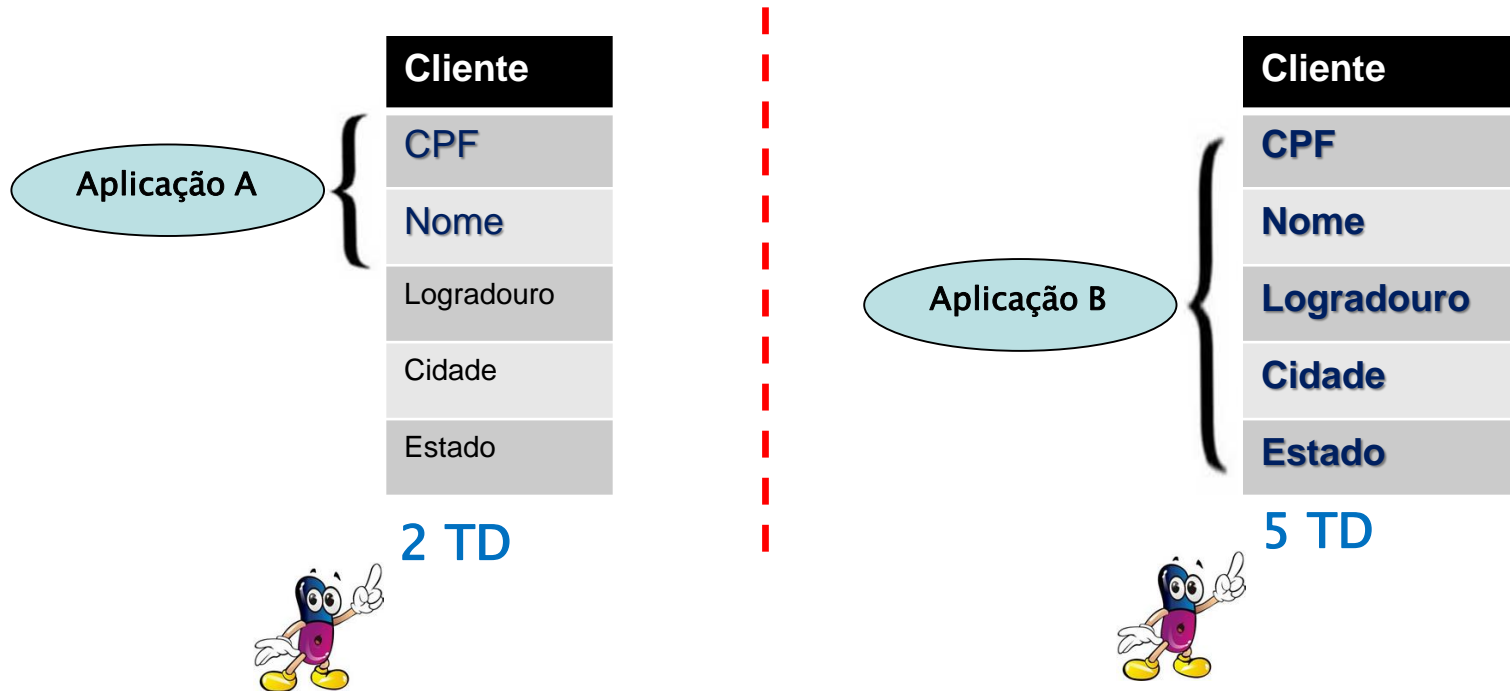 Cliente
Aplicação A
CPF
Nome
Logradouro
Cidade
Estado
2 TD
Cliente
Aplicação B
CPF
Nome
Logradouro
Cidade
Estado
5 TD